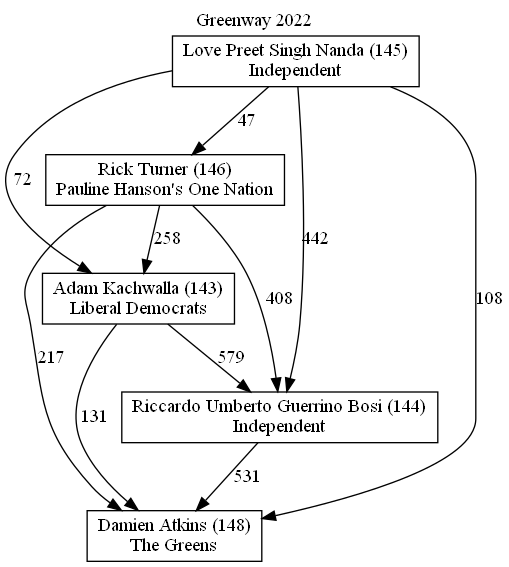 Greenway 2022
Love Preet Singh Nanda (145)
Independent
47
Rick Turner (146)
Pauline Hanson's One Nation
72
258
442
Adam Kachwalla (143)
Liberal Democrats
408
108
217
579
131
Riccardo Umberto Guerrino Bosi (144)
Independent
531
Damien Atkins (148)
The Greens